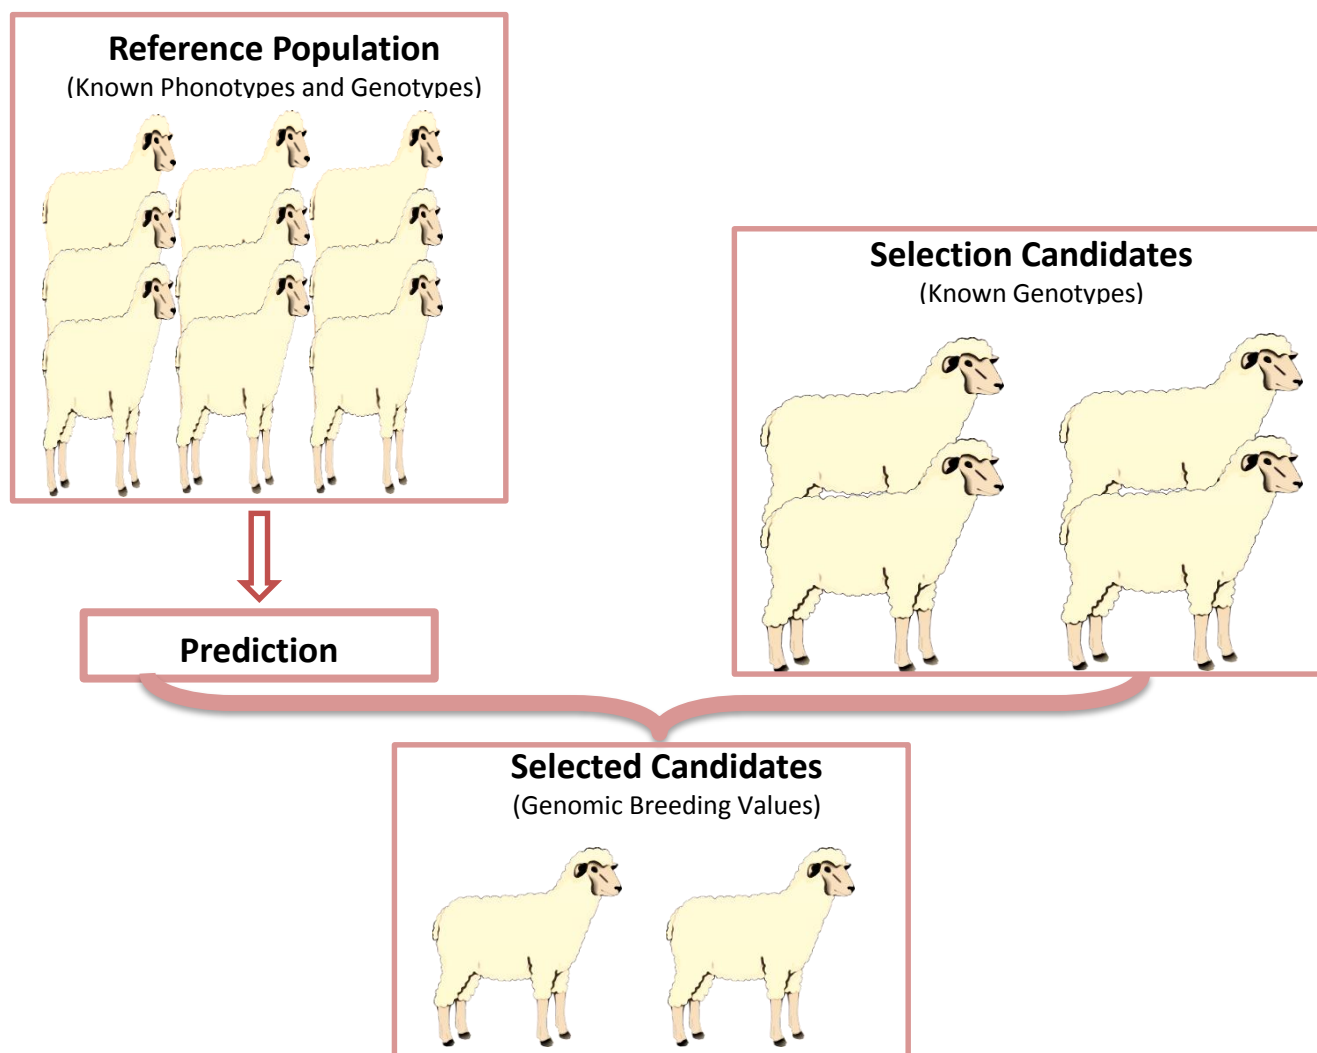 Reference Population
(Known Phonotypes and Genotypes)
Selection Candidates
(Known Genotypes)
Prediction
Selected Candidates
(Genomic Breeding Values)